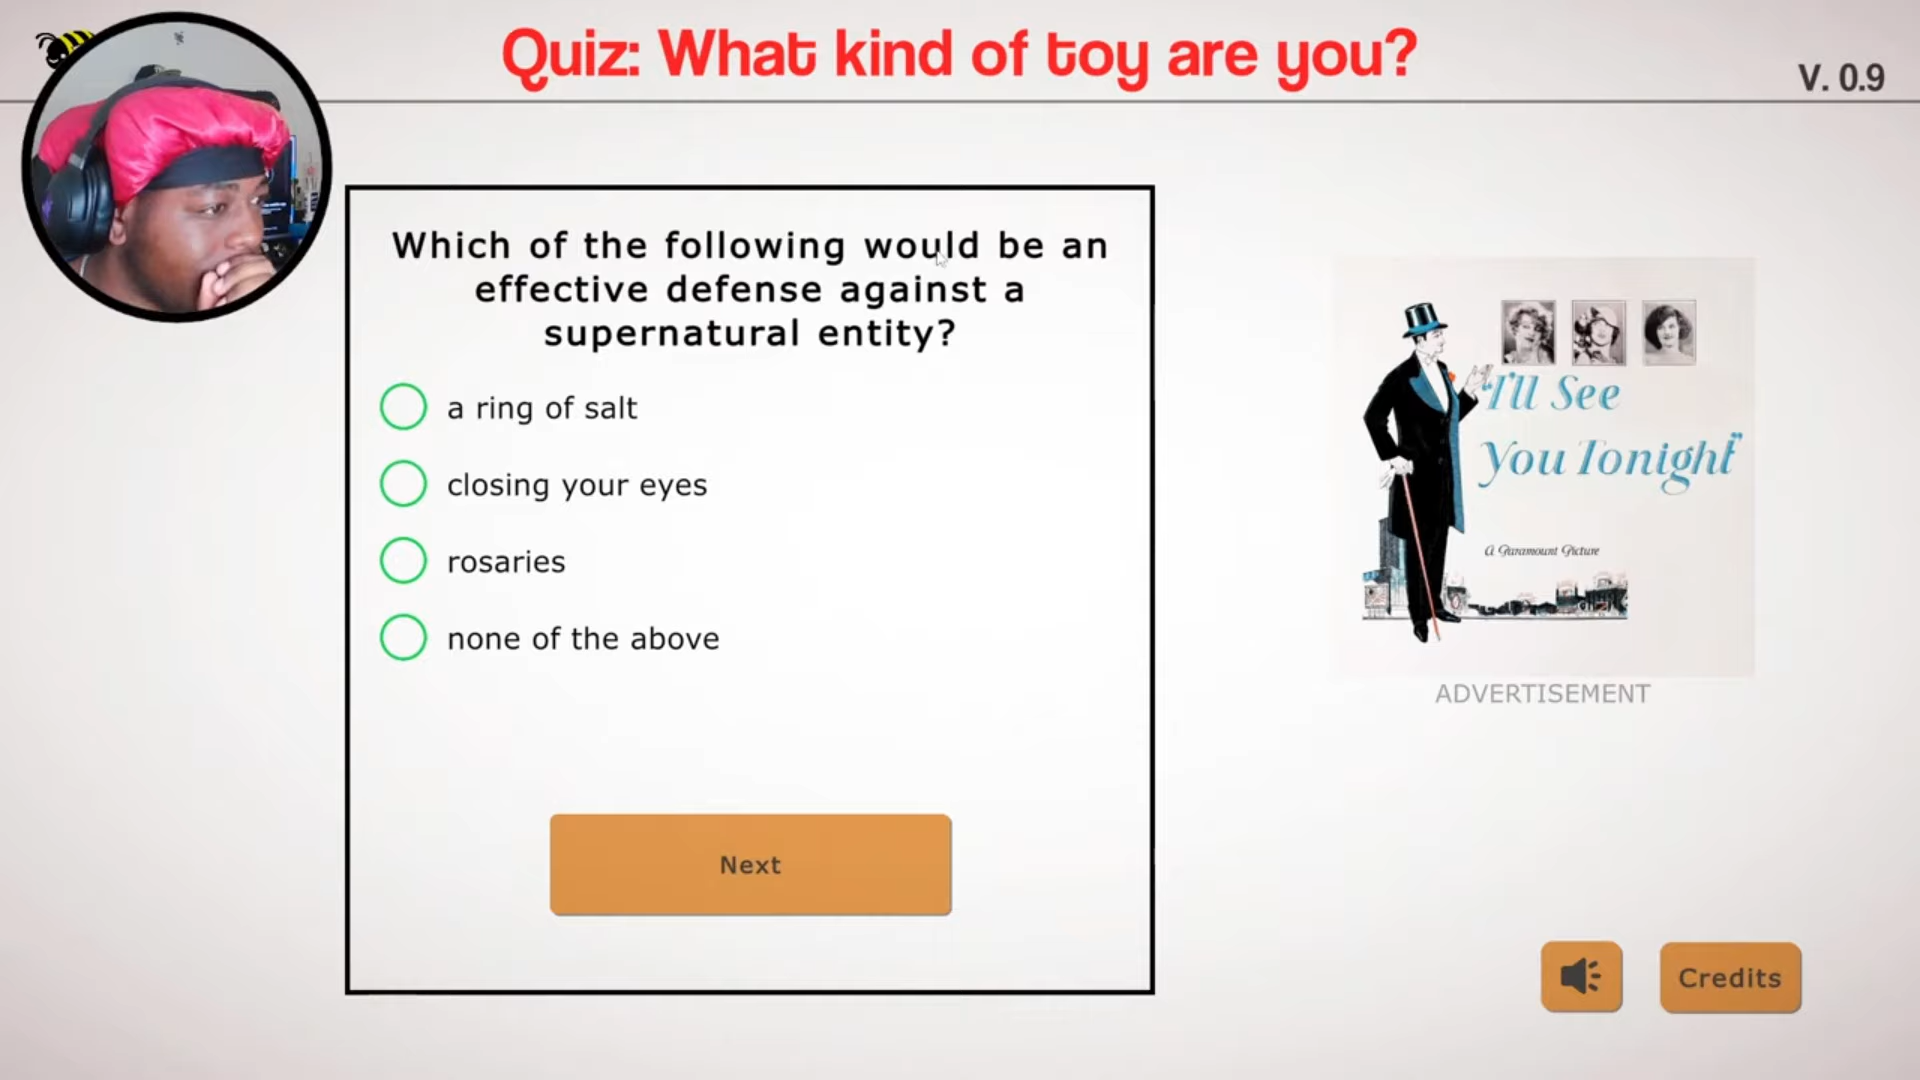 Quiz: What kind of toy are you?
V. 0.9
Which of the following would be an
effective defense against a
supernatural entity?
a ring of salt
closing your eyes
rosaries
none of the above
Next
"I'll See
You Tonight"
A Paramount Picture
ADVERTISEMENT
Credits